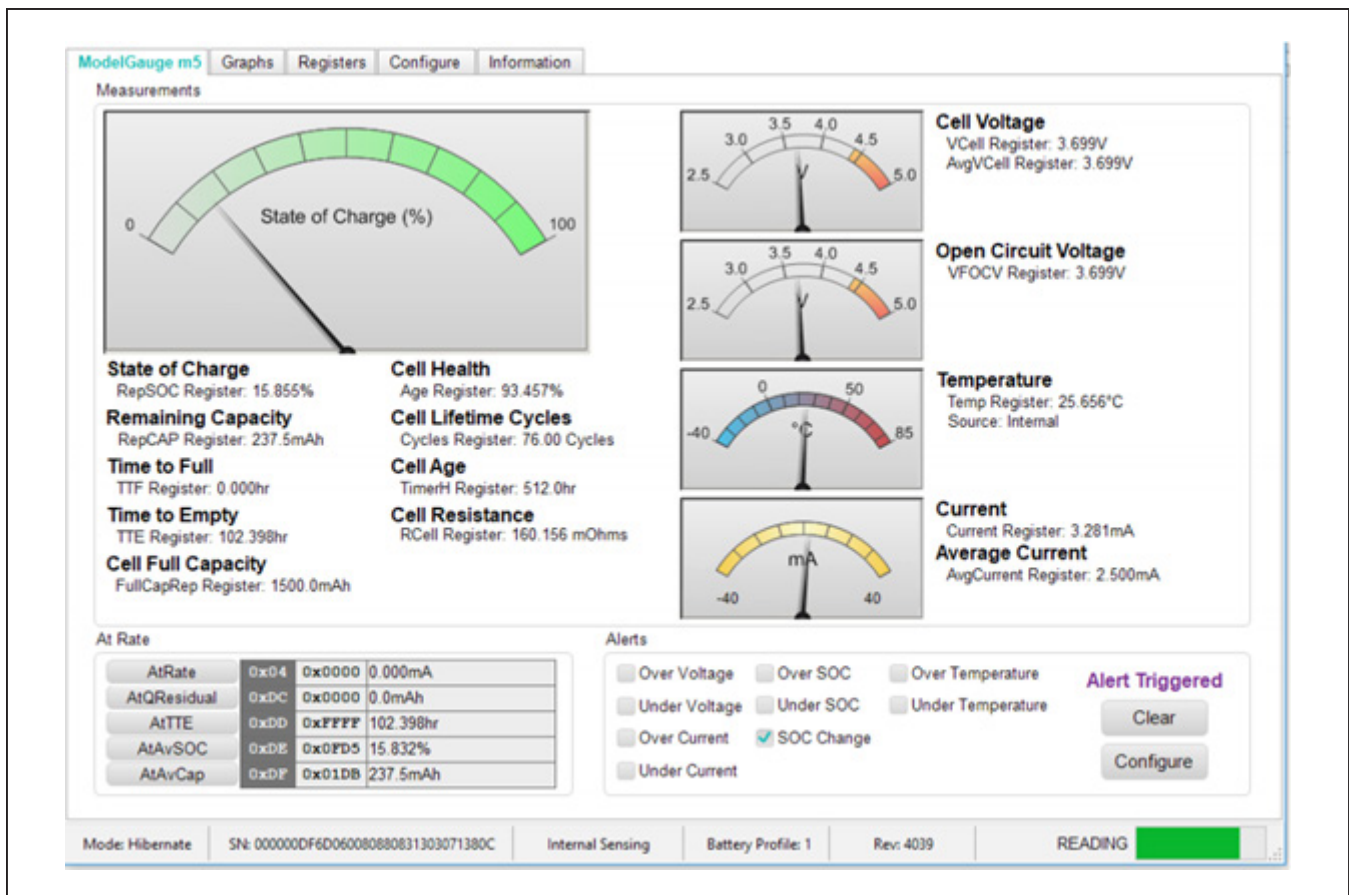 ModelGauge m5 Graphs Registers Configure Information
Measurements
0 State of Charge (%) 100
State of Charge
RepSOC Register: 15.855%
Remaining Capacity
RepCAP Register: 237.5mAh
Time to Full
TTF Register: 0.000hr
Time to Empty
TTE Register: 102.398hr
Cell Full Capacity
FullCapRep Register: 1500.0mAh
Cell Health
Age Register: 93.457%
Cell Lifetime Cycles
Cycles Register: 76.00 Cycles
Cell Age
TimerH Register: 512.0hr
Cell Resistance
RCell Register: 160.156 mOhms
2.5 3.0 3.5 4.0 4.5 5.0
V
Cell Voltage
VCell Register: 3.699V
AvgVCell Register: 3.699V
2.5 3.0 3.5 4.0 4.5 5.0
V
Open Circuit Voltage
VFOCV Register: 3.699V
-40 0 50 85
°C
Temperature
Temp Register: 25.656°C
Source: Internal
mA
-40 40
Current
Current Register: 3.281mA
Average Current
AvgCurrent Register: 2.500mA
At Rate
AtRate 0x04 0x0000 0.000mA
AtQResidual 0xDC 0x0000 0.0mAh
AtTTE 0xDD 0xFFFF 102.398hr
AtAvSOC 0xDE 0x0FD5 15.832%
AtAvCap 0xDF 0x01DB 237.5mAh
Alerts
Over Voltage Over SOC Over Temperature
Under Voltage Under SOC Under Temperature
Over Current SOC Change
Under Current
Alert Triggered
Clear
Configure
Mode: Hibernate SN: 000000DF6D06008088083130307​1380C Internal Sensing Battery Profile: 1 Rev: 4039 READING